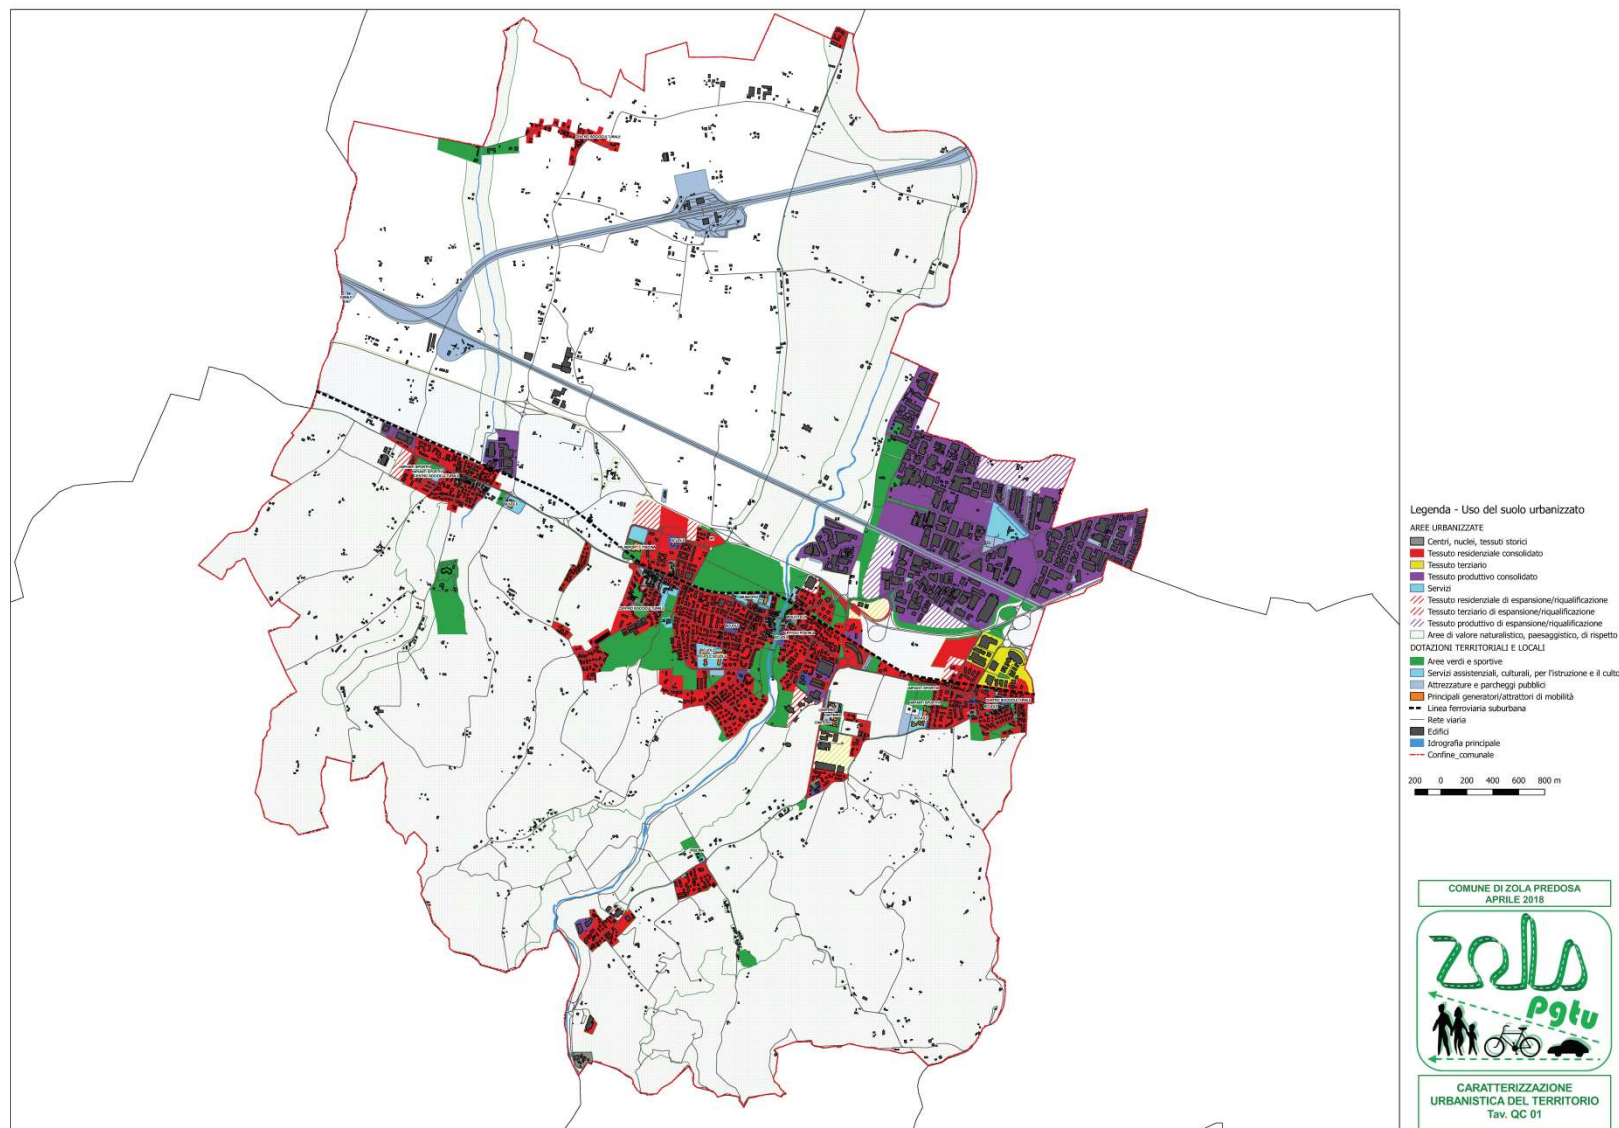 Legenda - Uso del suolo urbanizzato
AREE URBANIZZATE
Centri, nuclei, tessuti storici
Tessuto residenziale consolidato
Tessuto terziario
Tessuto produttivo consolidato
Servizi
Tessuto residenziale di espansione/riqualificazione
Tessuto terziario di espansione/riqualificazione
Tessuto produttivo di espansione/riqualificazione
Aree di valore naturalistico, paesaggistico, di rispetto
DOTAZIONI TERRITORIALI E LOCALI
Aree verdi e sportive
Servizi assistenziali, culturali, per l'istruzione e il culto
Attrezzature e parcheggi pubblici
Principali generatori/attrattori di mobilità
Linea ferroviaria suburbana
Rete viaria
Edifici
Idrografia principale
Confine_comunale
200 0 200 400 600 800 m
COMUNE DI ZOLA PREDOSA
APRILE 2018
zola
pgtu
CARATTERIZZAZIONE
URBANISTICA DEL TERRITORIO
Tav. QC 01